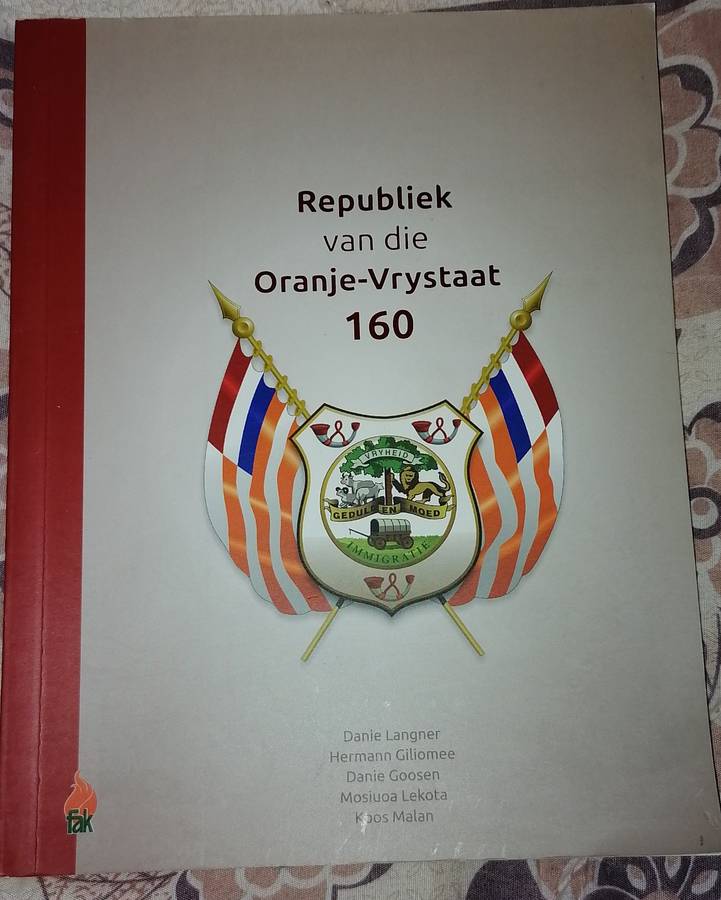 Republiek
van die
Oranje-Vrystaat
160
VRYHEID
GEDULD EN MOED
IMMIGRATIE
Danie Langner
Hermann Giliomee
Danie Goosen
Mosiuoa Lekota
Koos Malan
fak